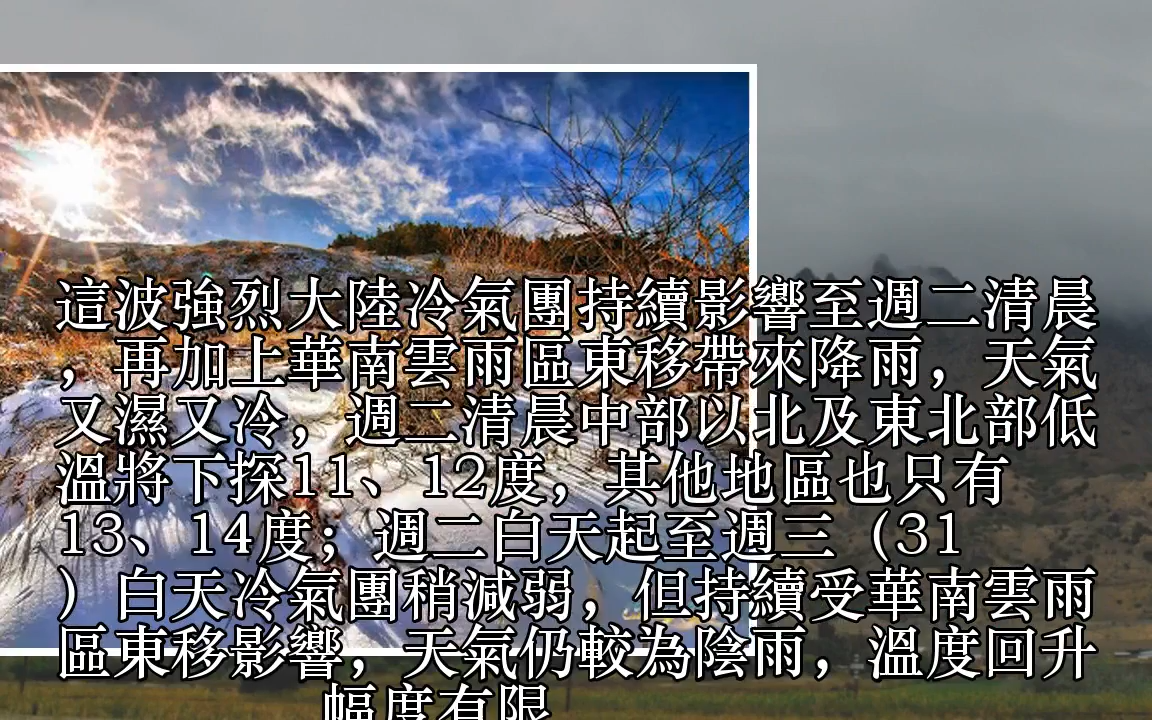 這波強烈大陸冷氣團持續影響至週二清晨
，再加上華南雲雨區東移帶來降雨，天氣
又濕又冷，週二清晨中部以北及東北部低
溫將下探11、12度，其他地區也只有
13、14度；週二白天起至週三（31
）白天冷氣團稍減弱，但持續受華南雲雨
區東移影響，天氣仍較為陰雨，溫度回升
幅度有限